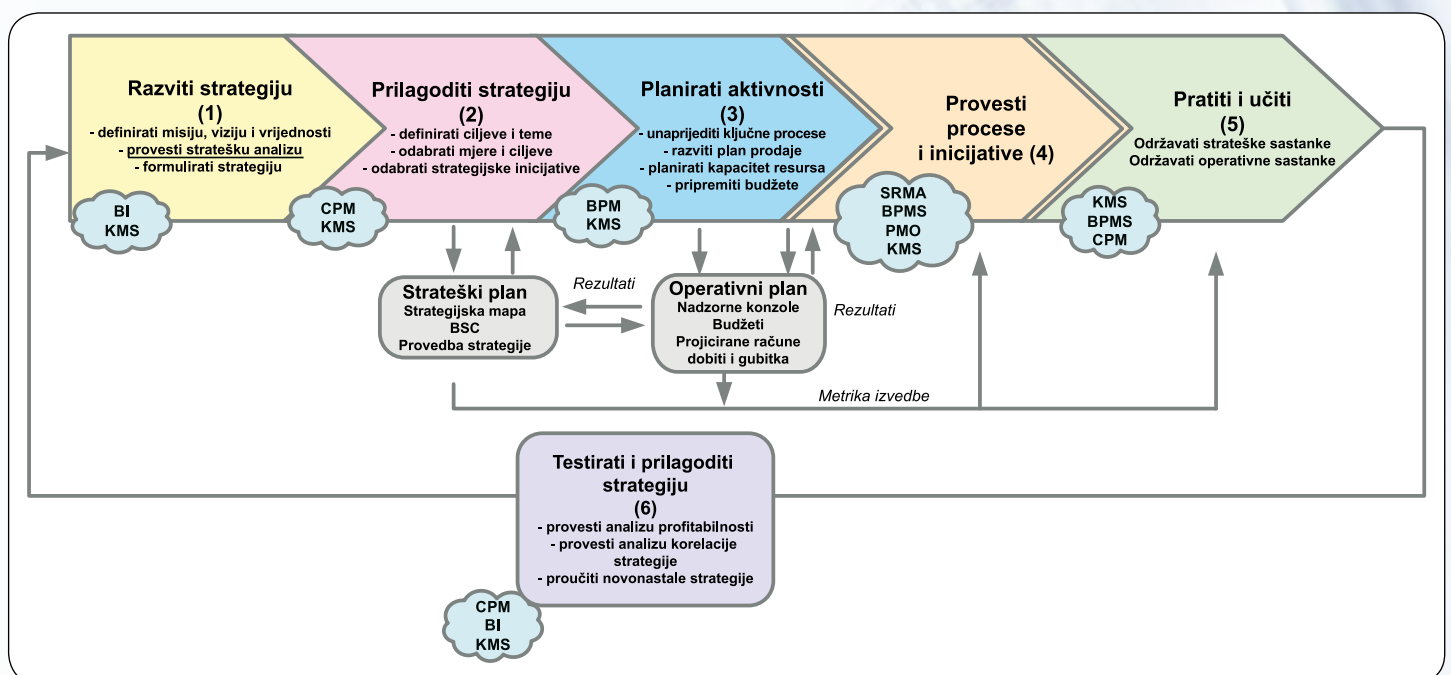 Razviti strategiju
(1)
- definirati misiju, viziju i vrijednosti
- provesti stratešku analizu
- formulirati strategiju
BI
KMS
Prilagoditi strategiju
(2)
- definirati ciljeve i teme
- odabrati mjere i ciljeve
- odabrati strategijske inicijative
CPM
KMS
Planirati aktivnosti
(3)
- unaprijediti ključne procese
- razviti plan prodaje
- planirati kapacitet resursa
- pripremiti budžete
BPM
KMS
Provesti
procese
i inicijative (4)
SRMA
BPMS
PMO
KMS
Pratiti i učiti
(5)
Održavati strateške sastanke
Održavati operativne sastanke
KMS
BPMS
CPM
Strateški plan
Strategijska mapa
BSC
Provedba strategije
Rezultati
Operativni plan
Nadzorne konzole
Budžeti
Projicirane račune
dobiti i gubitka
Rezultati
Metrika izvedbe
Testirati i prilagoditi
strategiju
(6)
- provesti analizu profitabilnosti
- provesti analizu korelacije
strategije
- proučiti novonastale strategije
CPM
BI
KMS